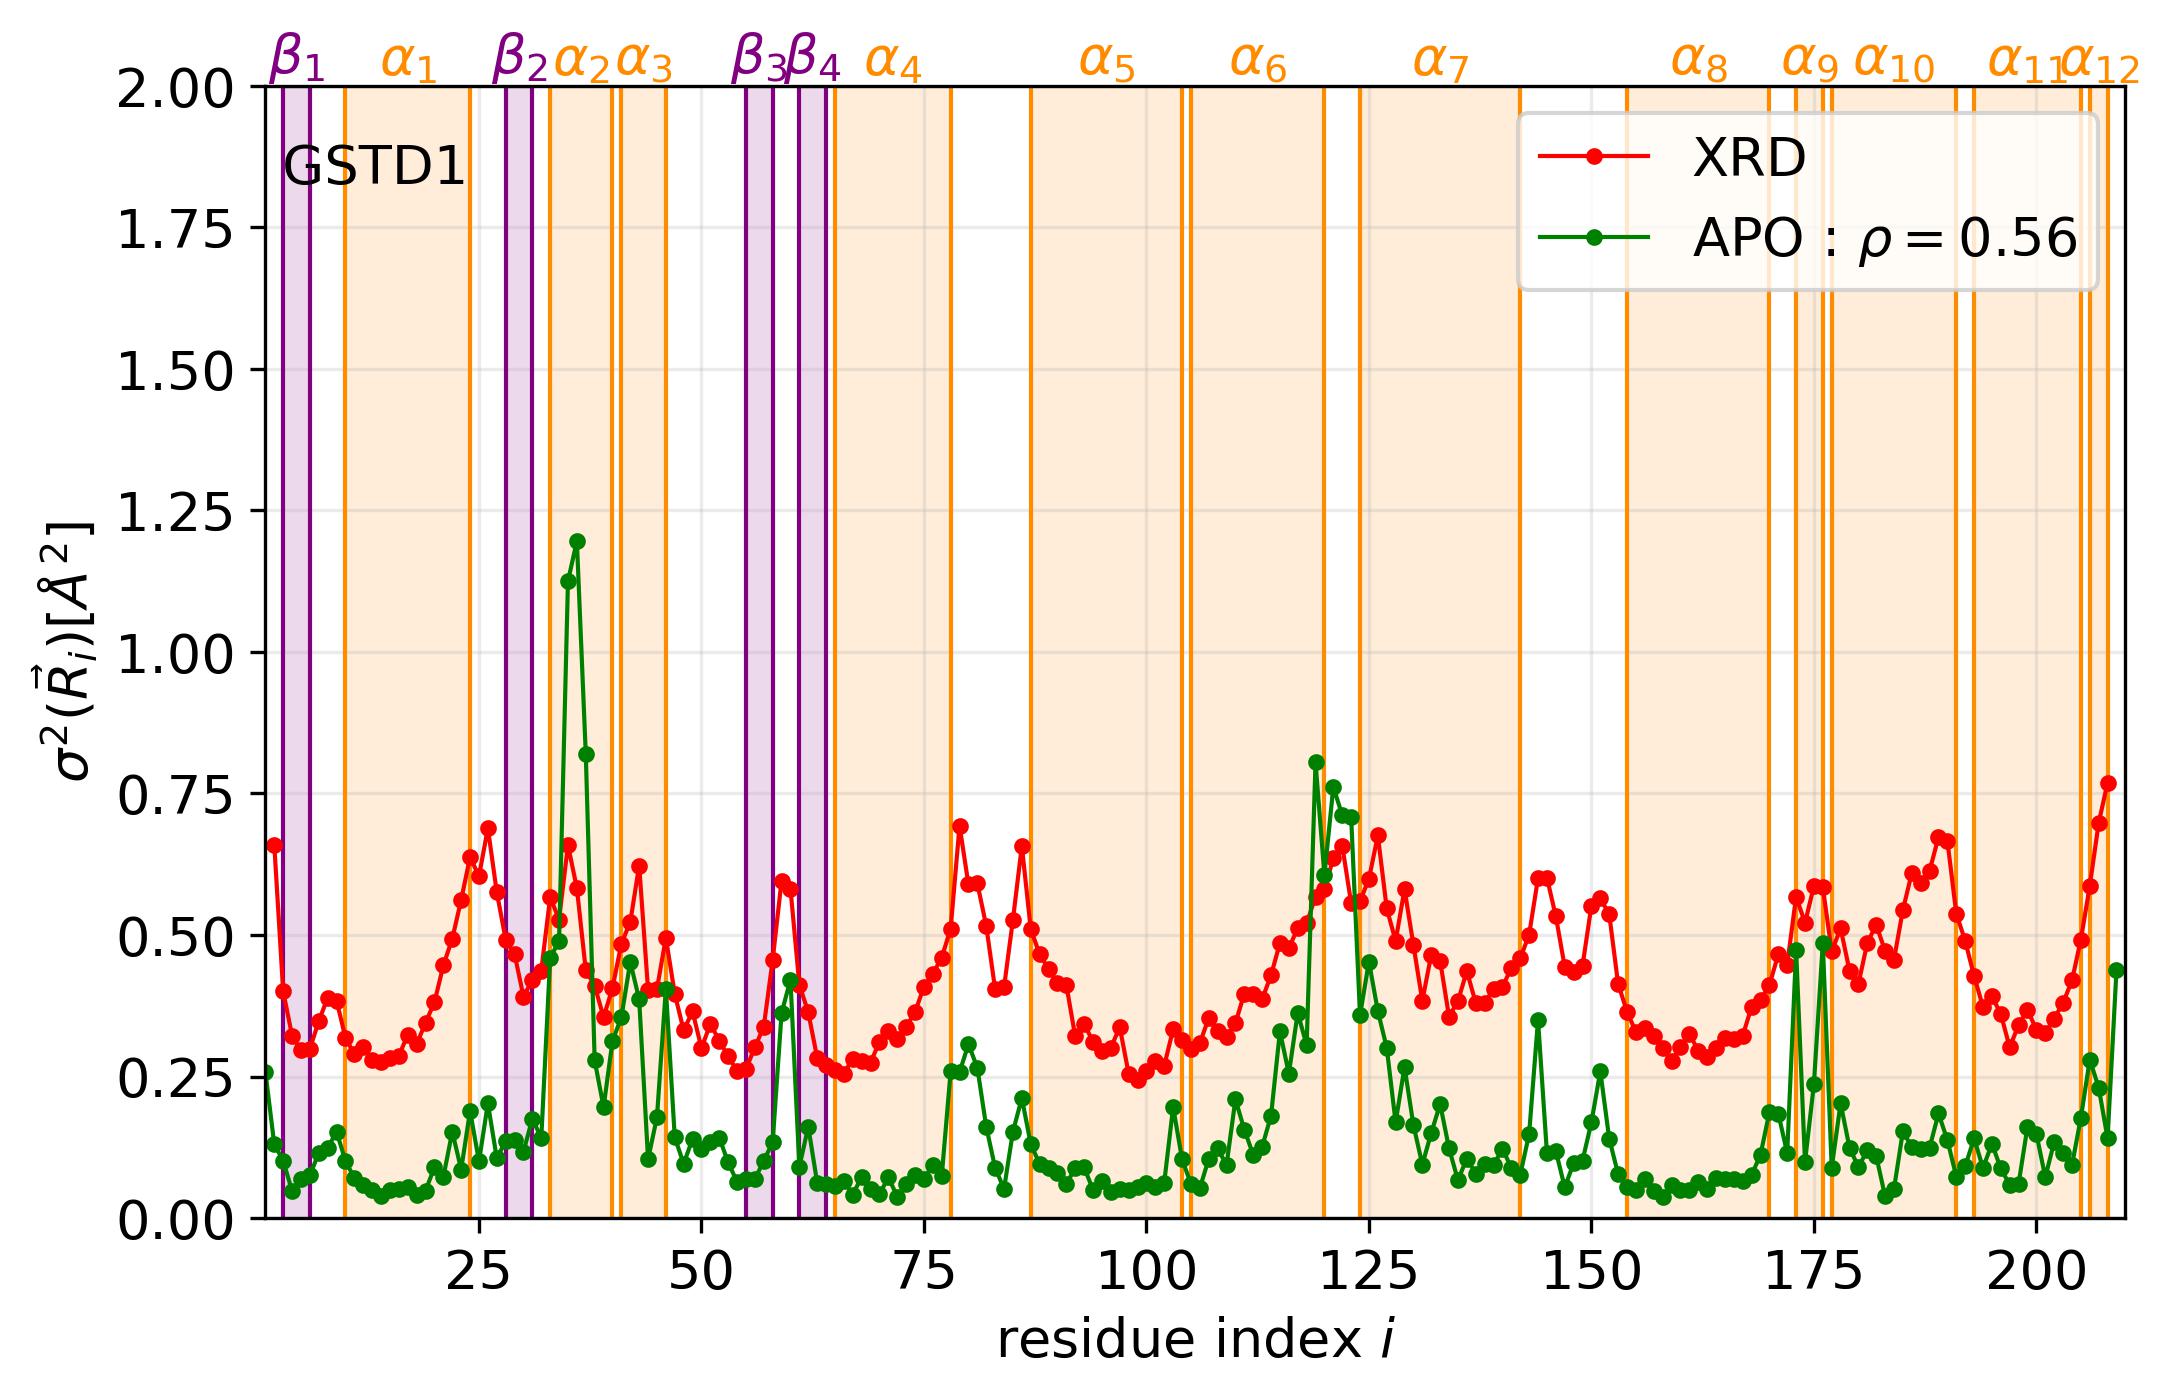 β₁ α₁ β₂ α₂ α₃ β₃ β₄ α₄ α₅ α₆ α₇ α₈ α₉ α₁₀ α₁₁ α₁₂
2.00
GSTD1
XRD
APO : ρ = 0.56
1.75
1.50
1.25
1.00
0.75
0.50
0.25
0.00
σ²(R⃗ᵢ)[Å²]
25 50 75 100 125 150 175 200
residue index i